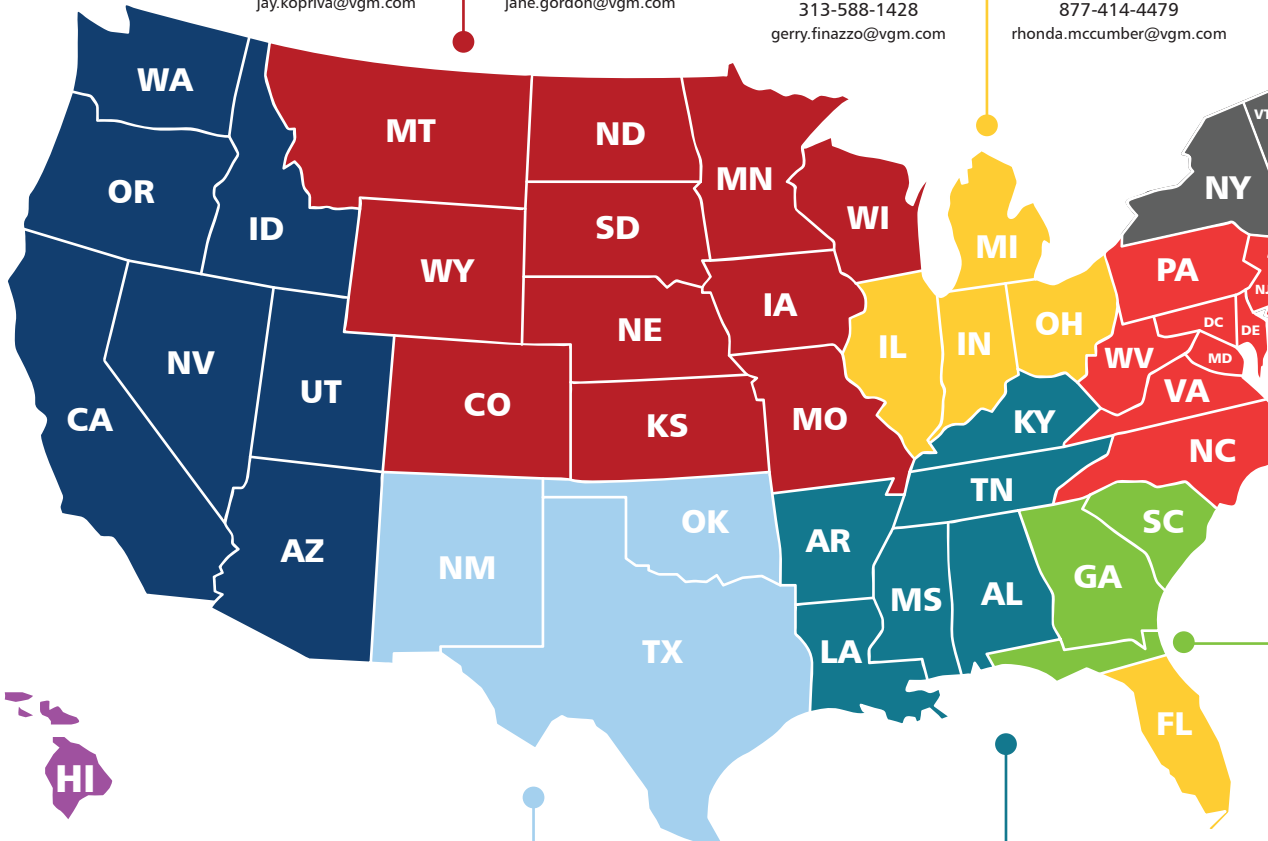 jay.kopriva@vgm.com
jane.gordon@vgm.com
313-588-1428
877-414-4479
gerry.finazzo@vgm.com
rhonda.mccumber@vgm.com
WA
MT
ND
MN
WI
OR
ID
WY
SD
IA
NE
MI
NY
VT
PA
NJ
CA
NV
UT
CO
KS
MO
IL
IN
OH
WV
DC
DE
MD
VA
KY
NC
TN
AZ
NM
OK
AR
TX
LA
MS
AL
GA
SC
FL
HI